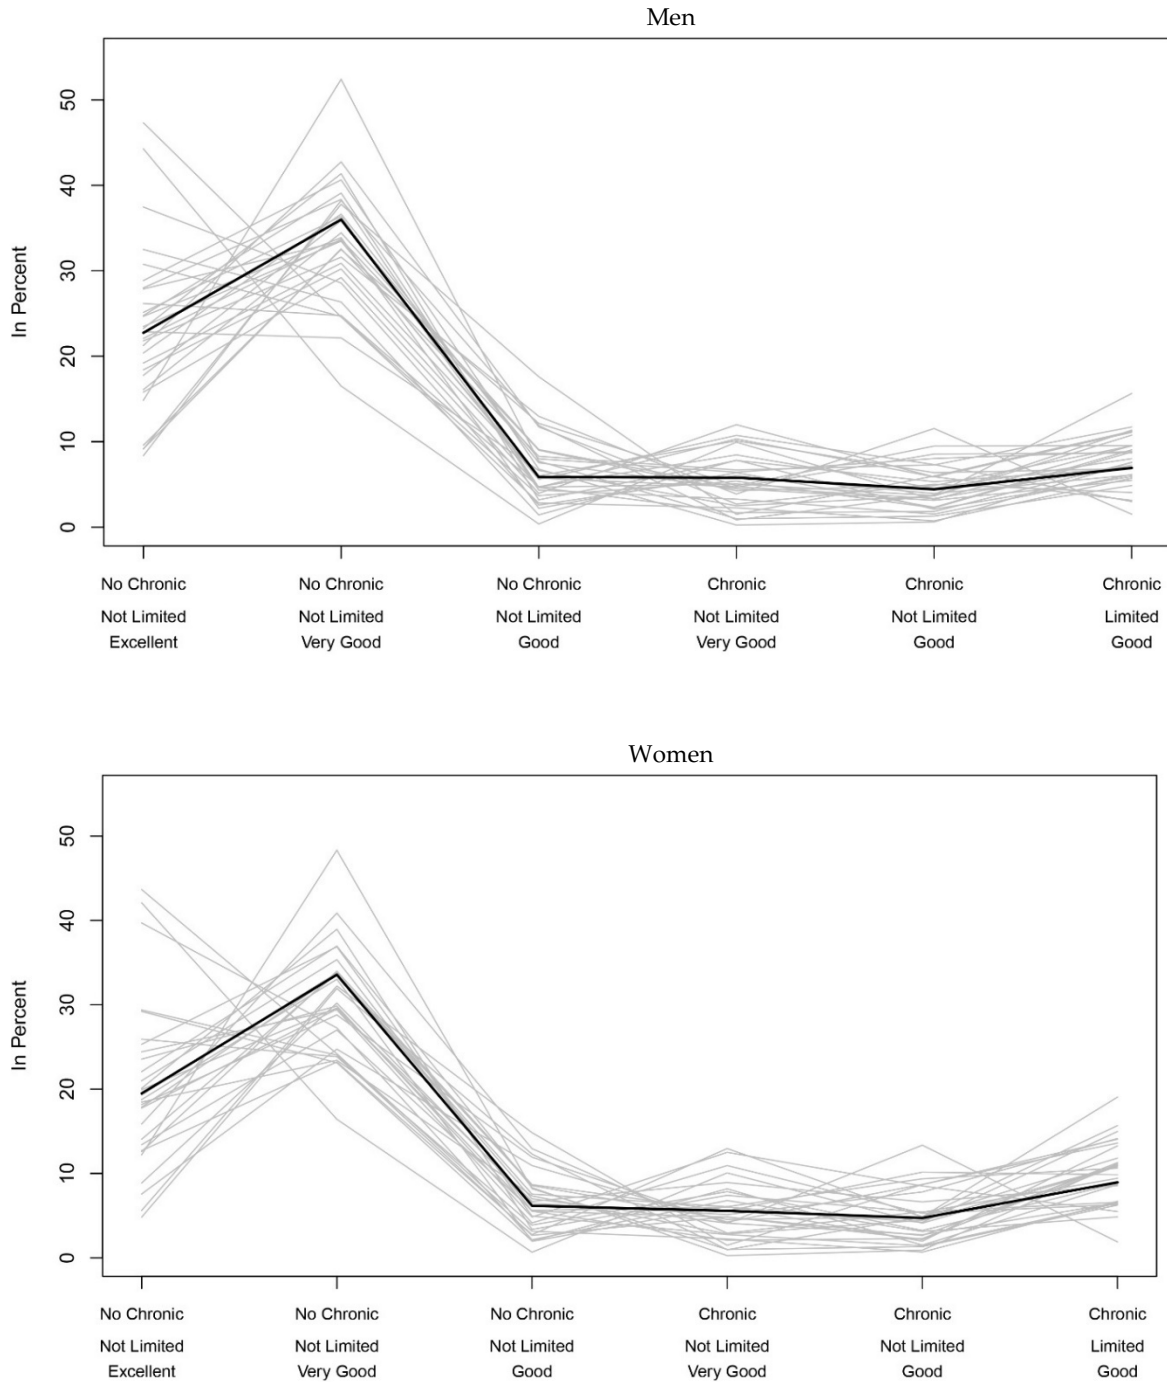 Men
In Percent
50
40
30
20
10
0
No Chronic No Chronic No Chronic Chronic Chronic Chronic
Not Limited Not Limited Not Limited Not Limited Not Limited Limited
Excellent Very Good Good Very Good Good Good
Women
In Percent
50
40
30
20
10
0
No Chronic No Chronic No Chronic Chronic Chronic Chronic
Not Limited Not Limited Not Limited Not Limited Not Limited Limited
Excellent Very Good Good Very Good Good Good